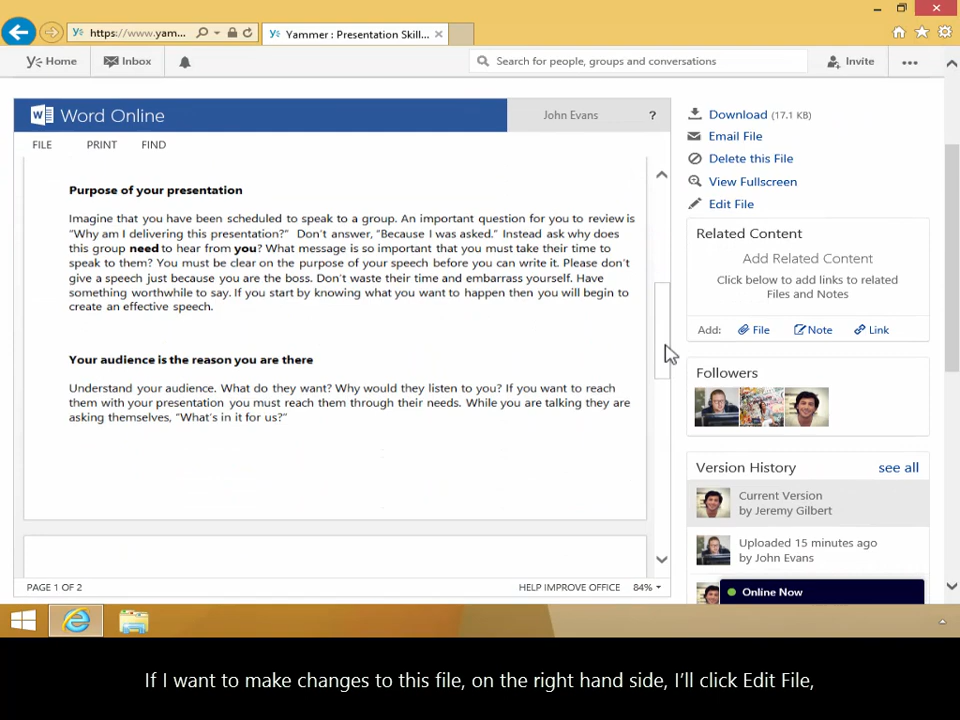 https://www.yam...
Yammer : Presentation Skill...
Home
Inbox
Search for people, groups and conversations
Invite
Word Online
John Evans
?
FILE
PRINT
FIND
Purpose of your presentation
Imagine that you have been scheduled to speak to a group. An important question for you to review is
"Why am I delivering this presentation?" Don't answer, "Because I was asked." Instead ask why does
this group need to hear from you? What message is so important that you must take their time to
speak to them? You must be clear on the purpose of your speech before you can write it. Please don't
give a speech just because you are the boss. Don't waste their time and embarrass yourself. Have
something worthwhile to say. If you start by knowing what you want to happen then you will begin to
create an effective speech.
Your audience is the reason you are there
Understand your audience. What do they want? Why would they listen to you? If you want to reach
them with your presentation you must reach them through their needs. While you are talking they are
asking themselves, "What's in it for us?"
PAGE 1 OF 2
HELP IMPROVE OFFICE
84%
Download (17.1 KB)
Email File
Delete this File
View Fullscreen
Edit File
Related Content
Add Related Content
Click below to add links to related
Files and Notes
Add:
File
Note
Link
Followers
Version History
see all
Current Version
by Jeremy Gilbert
Uploaded 15 minutes ago
by John Evans
Online Now
If I want to make changes to this file, on the right hand side, I'll click Edit File,